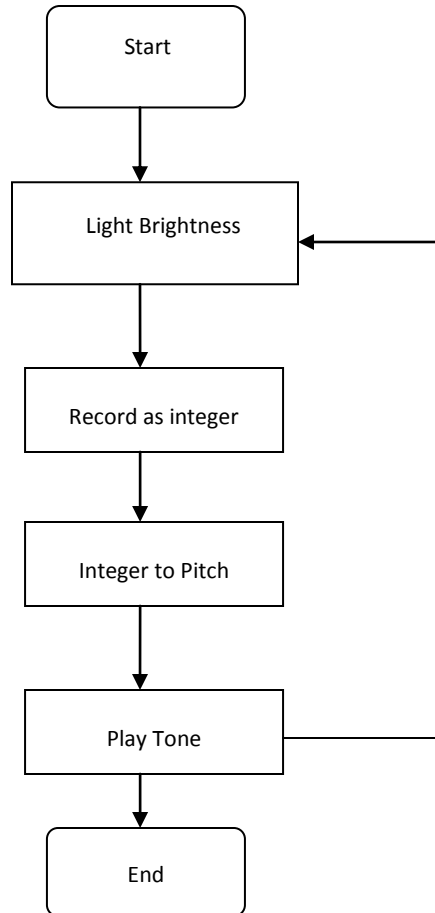 Start
Light Brightness
Record as integer
Integer to Pitch
Play Tone
End